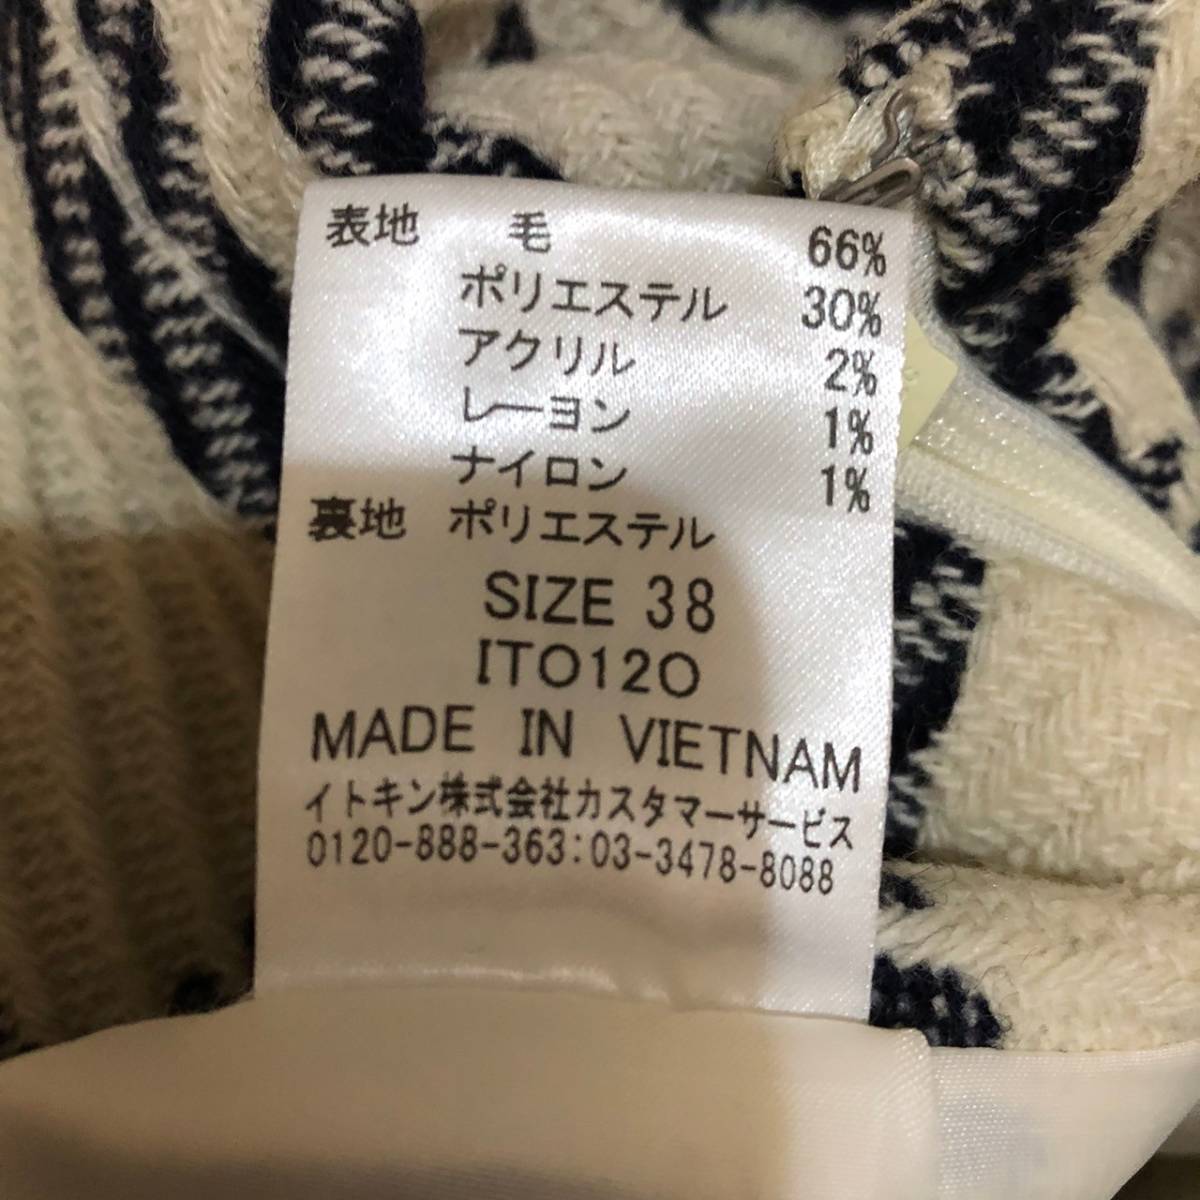 表地 毛 66%
ポリエステル 30%
アクリル 2%
レーヨン 1%
ナイロン 1%
裏地 ポリエステル
SIZE 38
ITO120
MADE IN VIETNAM
イトキン株式会社カスタマーサービス
0120-888-363:03-3478-8088